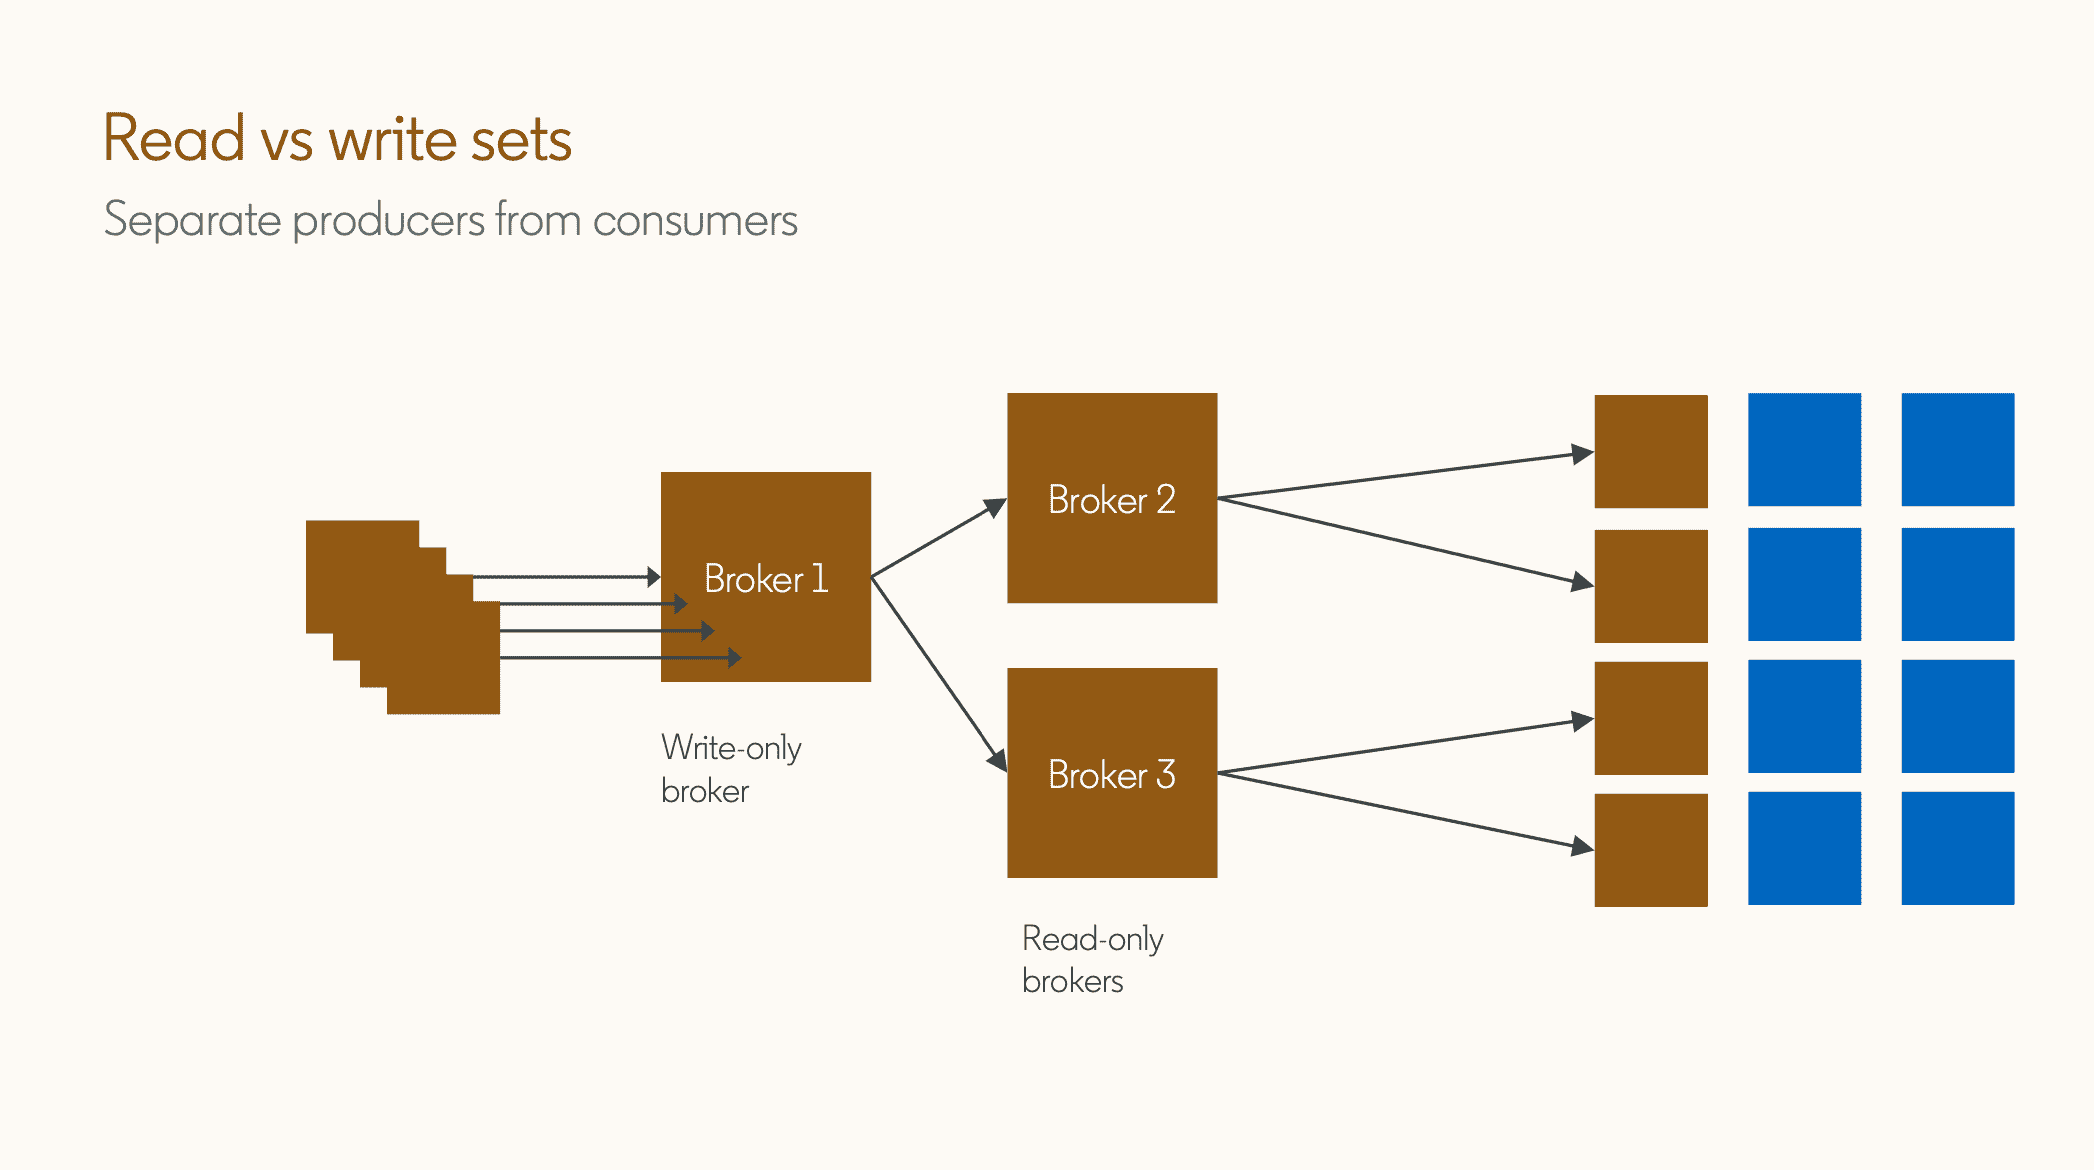 Read vs write sets
Separate producers from consumers
Broker 1
Write-only
broker
Broker 2
Broker 3
Read-only
brokers